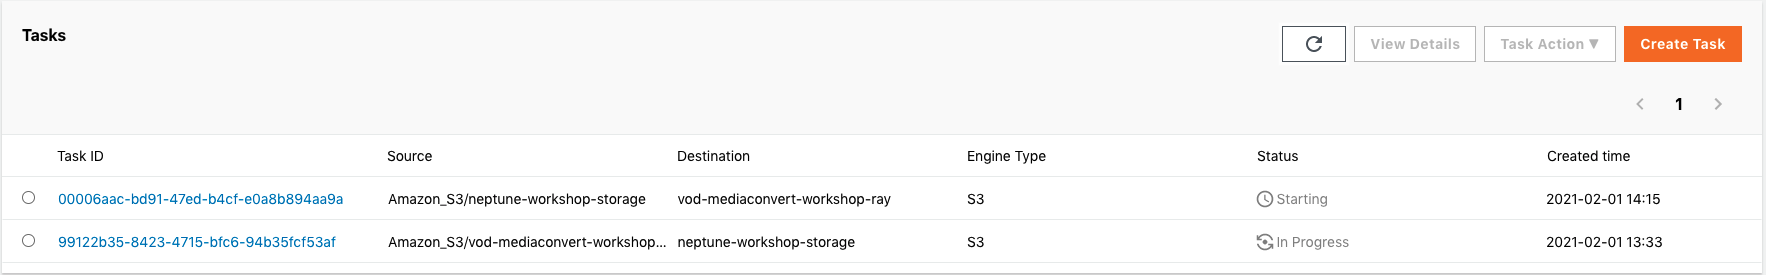 Tasks
View Details
Task Action ▼
Create Task
1
Task ID Source Destination Engine Type Status Created time
00006aac-bd91-47ed-b4cf-e0a8b894aa9a Amazon_S3/neptune-workshop-storage vod-mediaconvert-workshop-ray S3 Starting 2021-02-01 14:15
99122b35-8423-4715-bfc6-94b35fcf53af Amazon_S3/vod-mediaconvert-workshop... neptune-workshop-storage S3 In Progress 2021-02-01 13:33